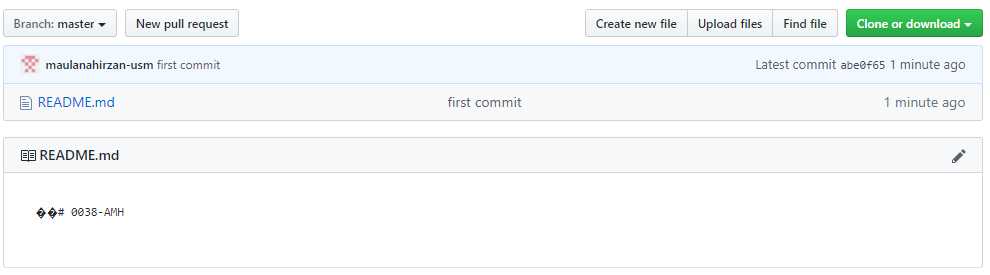 Branch: master New pull request Create new file Upload files Find file Clone or download
maulanahirzan-usm first commit Latest commit abe0f65 1 minute ago
README.md first commit 1 minute ago
README.md
��# 0038-AMH